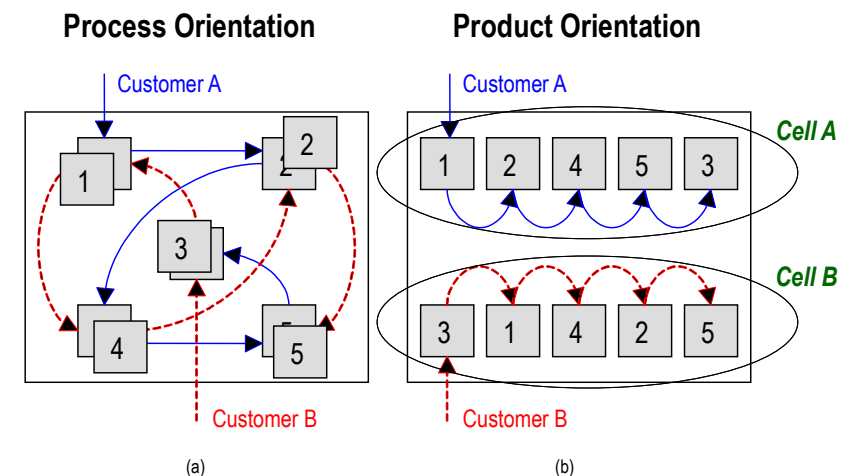 Process Orientation
Product Orientation
Customer A
Customer A
1
2
2
3
4
5
5
Customer B
(a)
Cell A
1 2 4 5 3
Cell B
3 1 4 2 5
Customer B
(b)